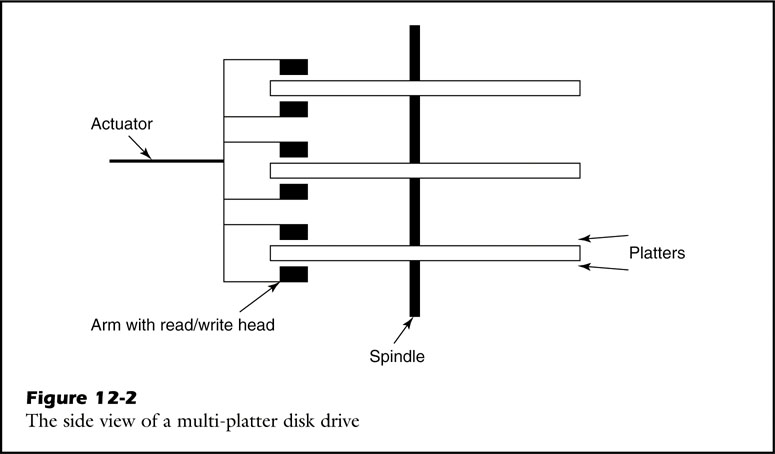 Actuator
Platters
Arm with read/write head
Spindle
Figure 12-2
The side view of a multi-platter disk drive